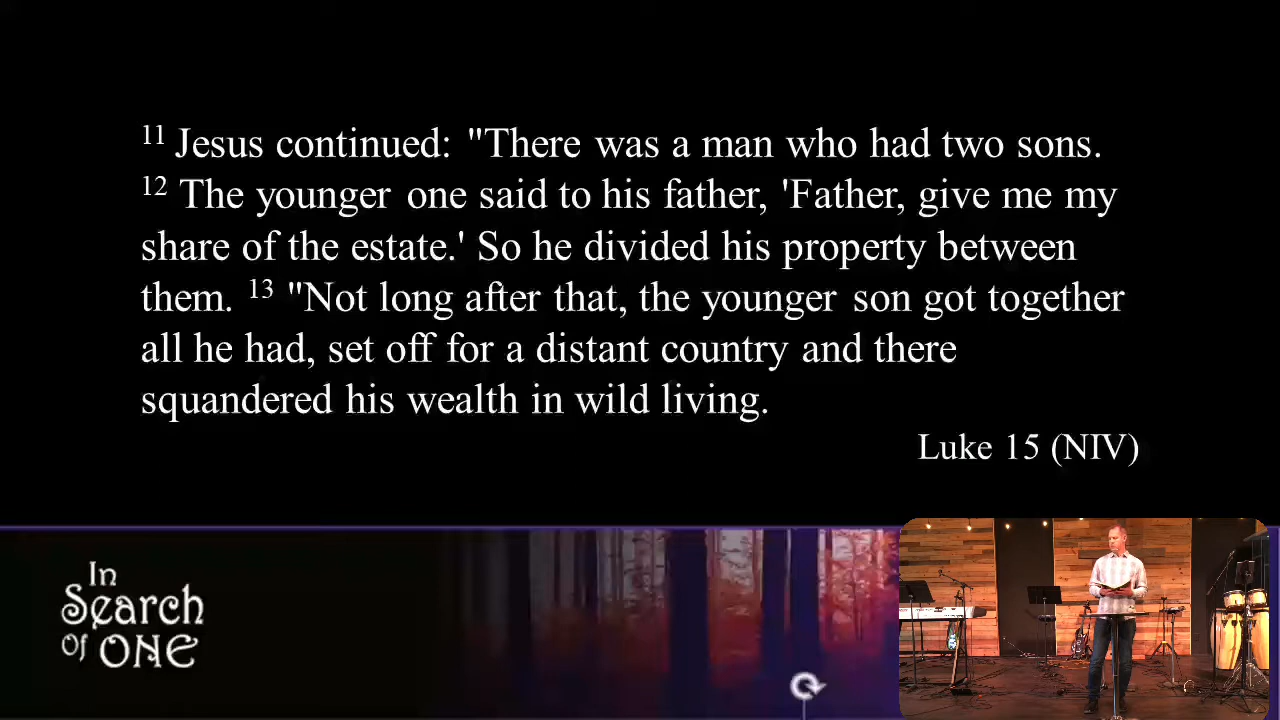 11 Jesus continued: "There was a man who had two sons.
12 The younger one said to his father, 'Father, give me my
share of the estate.' So he divided his property between
them. 13 "Not long after that, the younger son got together
all he had, set off for a distant country and there
squandered his wealth in wild living.
Luke 15 (NIV)
In
Search
Of ONE